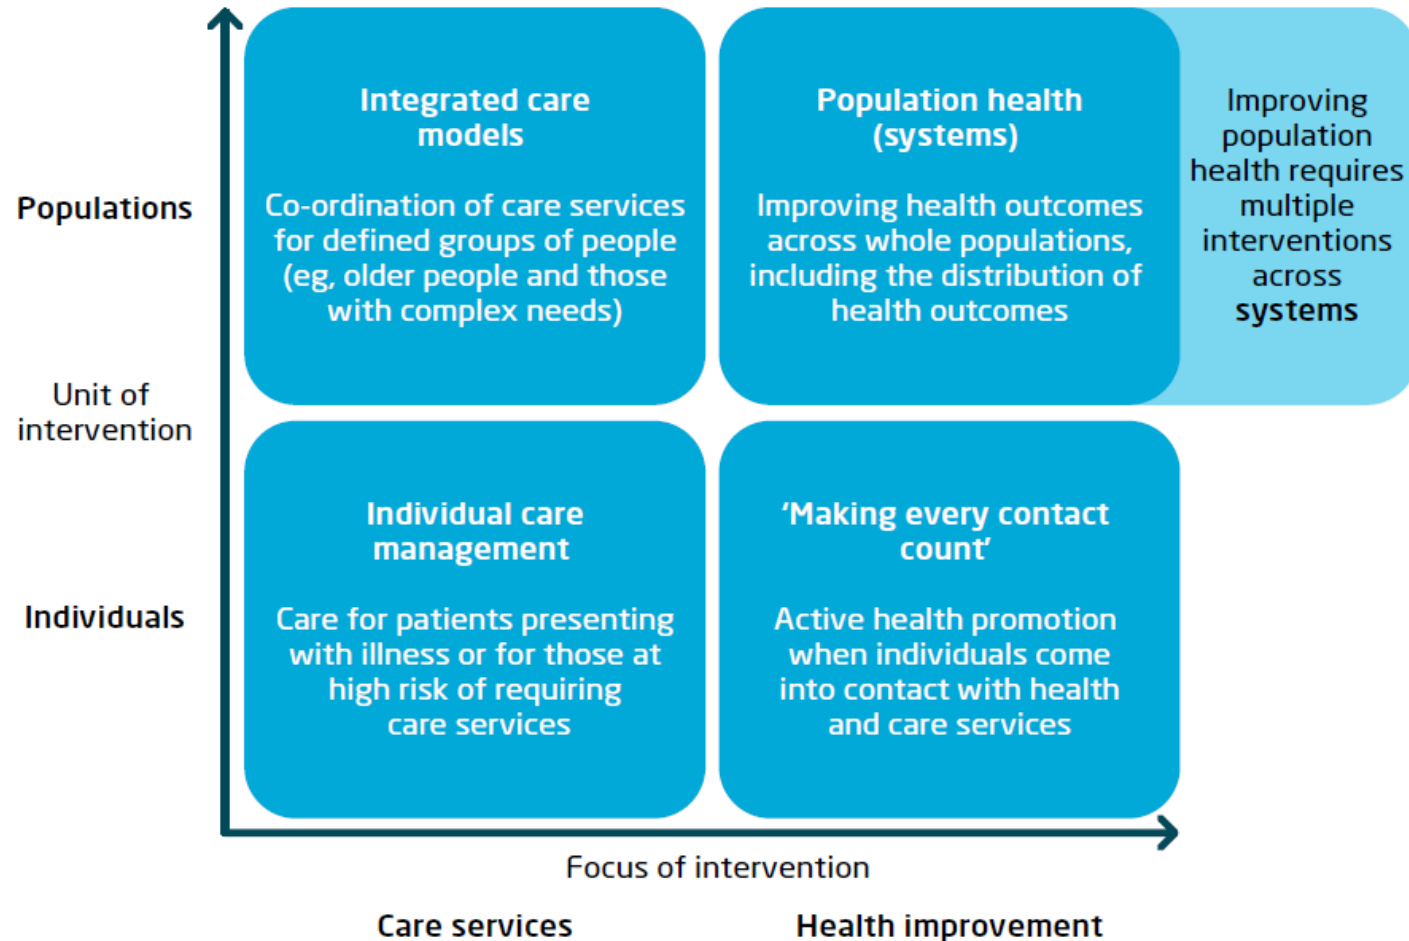 Integrated care
models
Co-ordination of care services
for defined groups of people
(eg, older people and those
with complex needs)
Population health
(systems)
Improving health outcomes
across whole populations,
including the distribution of
health outcomes
Improving
population
health requires
multiple
interventions
across
systems
Populations
Unit of
intervention
Individuals
Individual care
management
Care for patients presenting
with illness or for those at
high risk of requiring
care services
‘Making every contact
count’
Active health promotion
when individuals come
into contact with health
and care services
Focus of intervention
Care services
Health improvement